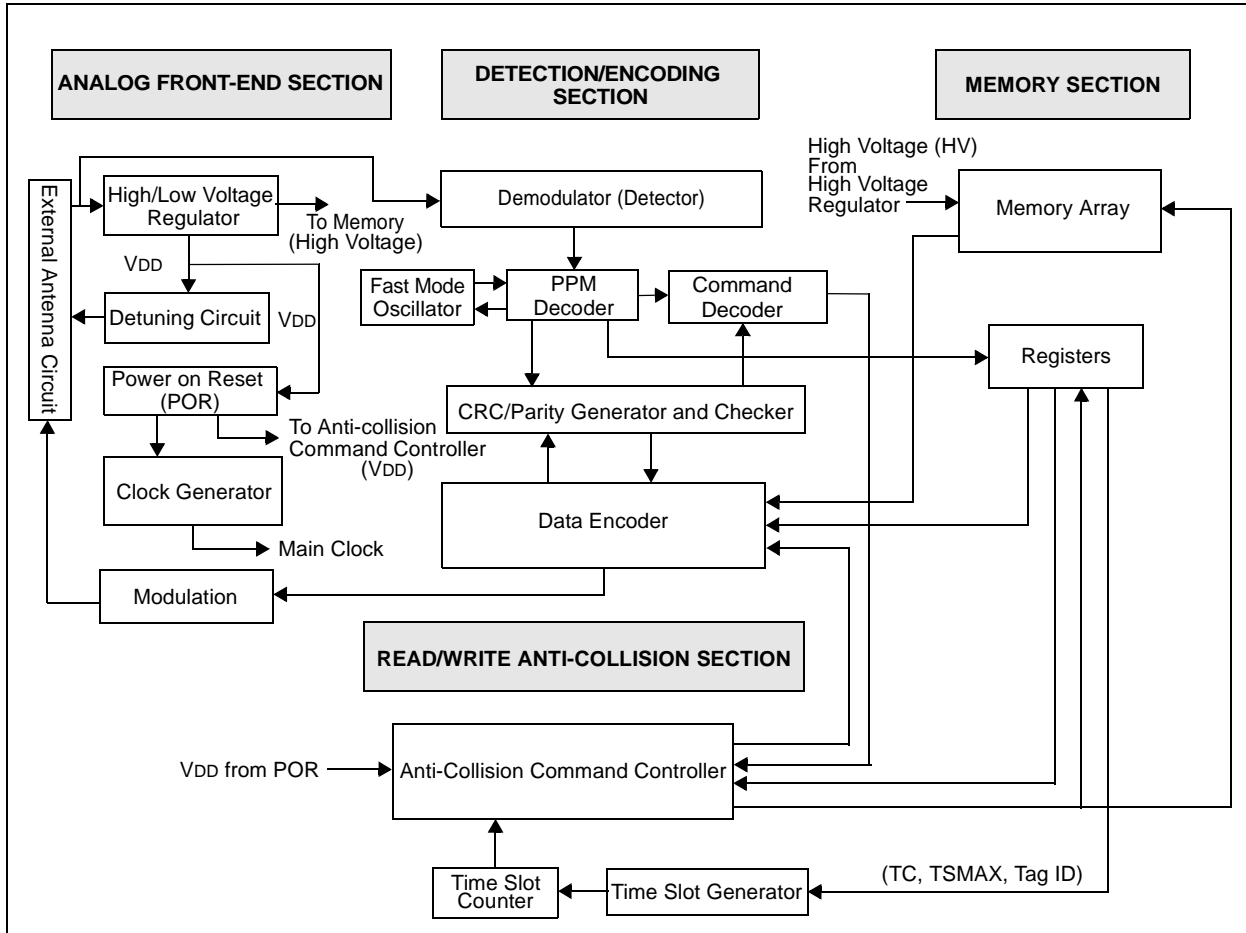 ANALOG FRONT-END SECTION
DETECTION/ENCODING
SECTION
MEMORY SECTION
External Antenna Circuit
High/Low Voltage
Regulator
To Memory
(High Voltage)
VDD
Detuning Circuit
VDD
Power on Reset
(POR)
To Anti-collision
Command Controller
(VDD)
Clock Generator
Main Clock
Modulation
Demodulator (Detector)
Fast Mode
Oscillator
PPM
Decoder
Command
Decoder
CRC/Parity Generator and Checker
Data Encoder
High Voltage (HV)
From
High Voltage
Regulator
Memory Array
Registers
READ/WRITE ANTI-COLLISION SECTION
VDD from POR
Anti-Collision Command Controller
Time Slot
Counter
Time Slot Generator
(TC, TSMAX, Tag ID)